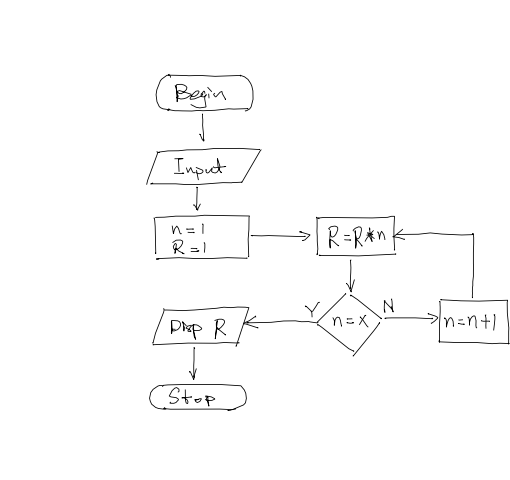 Begin
Input
n=1
R=1
R=R*n
n=x
Y
N
n=n+1
Disp R
Stop